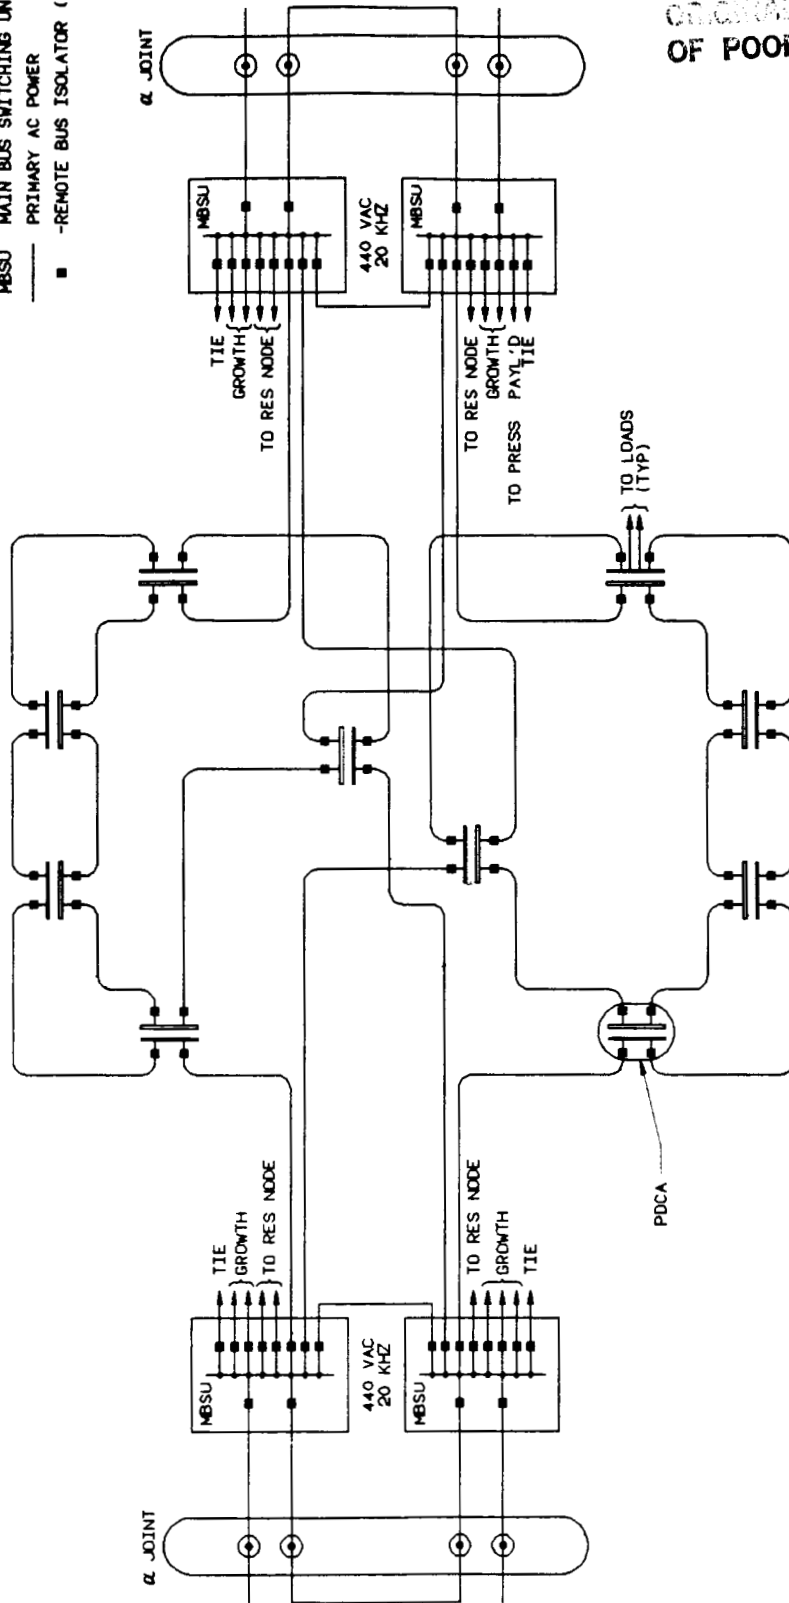 MBSU MAIN BUS SWITCHING UN
PRIMARY AC POWER
-REMOTE BUS ISOLATOR (
OF POOR
α JOINT
MBSU
440 VAC
20 KHZ
MBSU
TIE
GROWTH
TO RES NODE
TO RES NODE
GROWTH
TO PRESS PAYL'D
TIE
TO LOADS
(TYP)
PDCA
TIE
GROWTH
TO RES NODE
TO RES NODE
GROWTH
TIE
MBSU
440 VAC
20 KHZ
MBSU
α JOINT